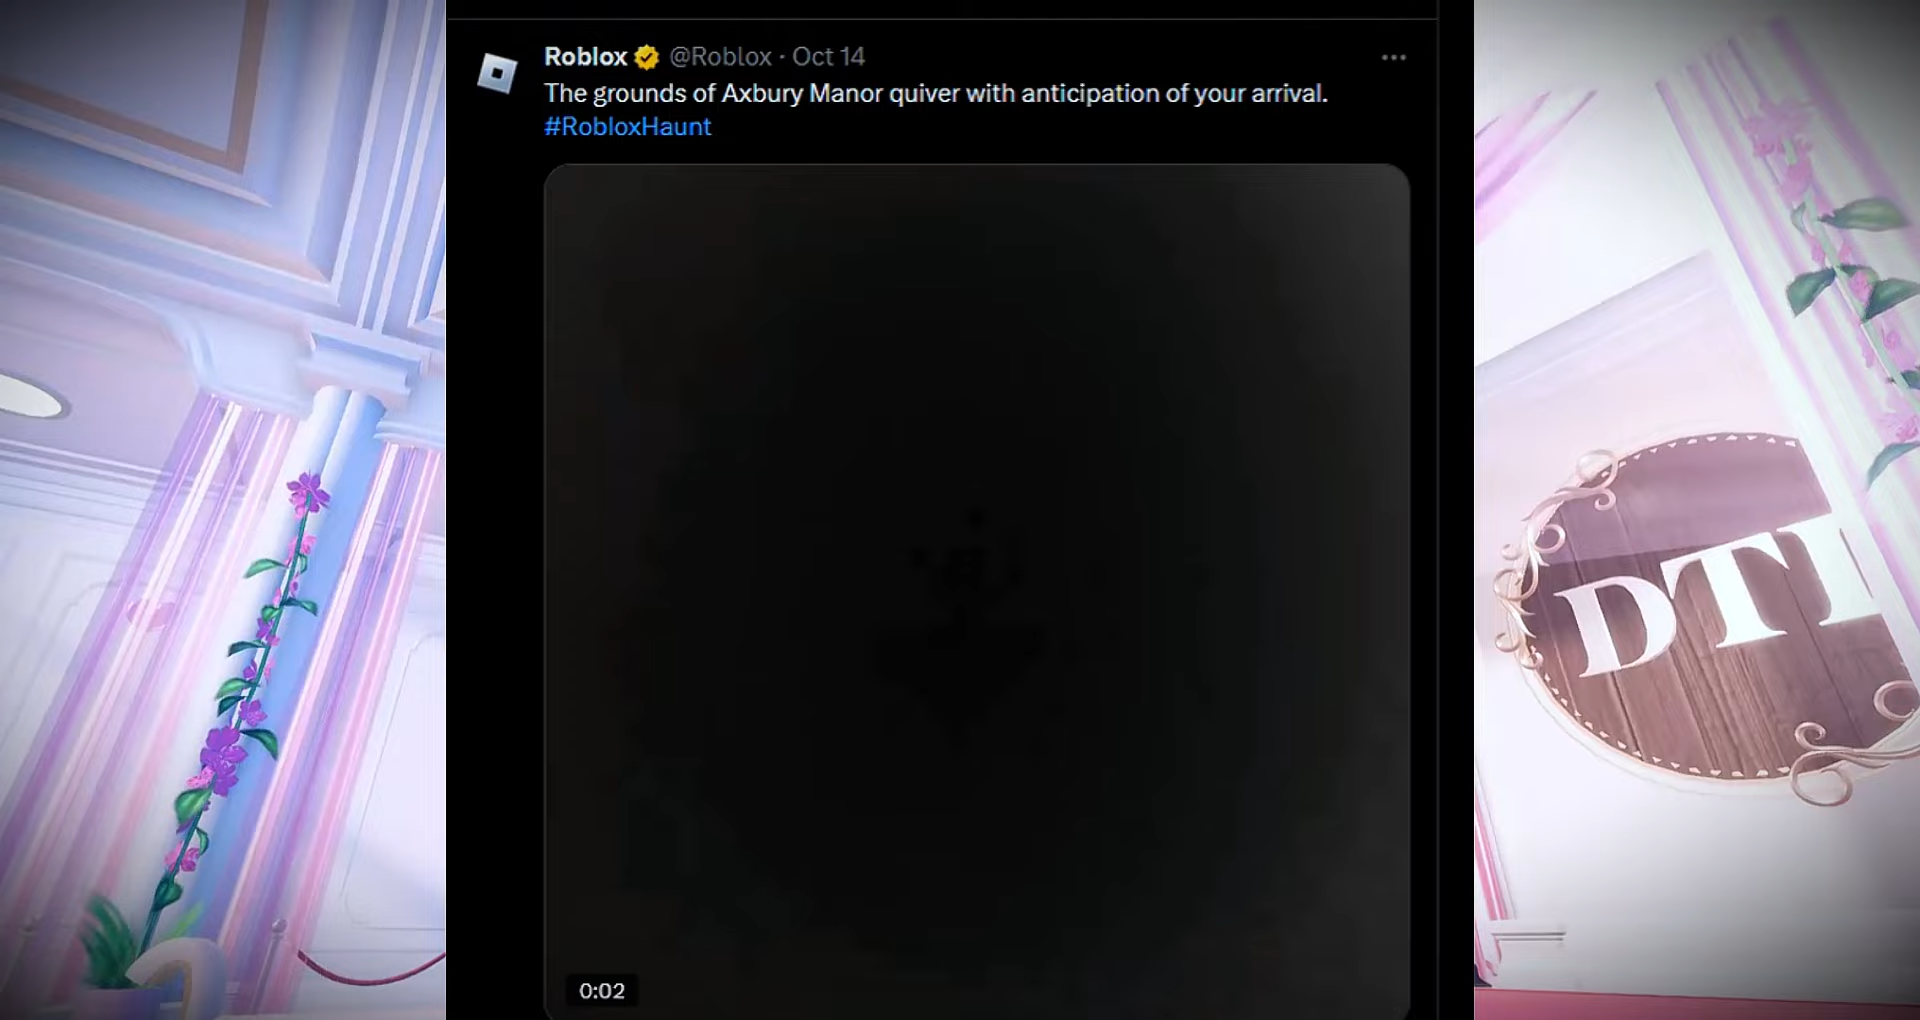 Roblox @Roblox · Oct 14
The grounds of Axbury Manor quiver with anticipation of your arrival.
#RobloxHaunt
DTI
0:02